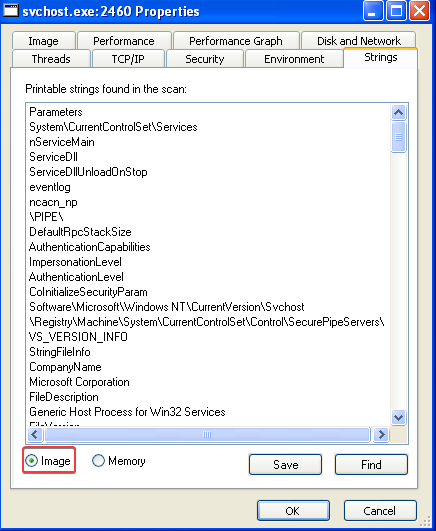 svchost.exe:2460 Properties
Image Performance Performance Graph Disk and Network
Threads TCP/IP Security Environment Strings
Printable strings found in the scan:
Parameters
System\CurrentControlSet\Services
nServiceMain
ServiceDll
ServiceDllUnloadOnStop
eventlog
ncacn_np
\PIPE\
DefaultRpcStackSize
AuthenticationCapabilities
ImpersonationLevel
AuthenticationLevel
CoInitializeSecurityParam
Software\Microsoft\Windows NT\CurrentVersion\Svchost
\Registry\Machine\System\CurrentControlSet\Control\SecurePipeServers\
VS_VERSION_INFO
StringFileInfo
CompanyName
Microsoft Corporation
FileDescription
Generic Host Process for Win32 Services
FileVersion
Image Memory Save Find
OK Cancel